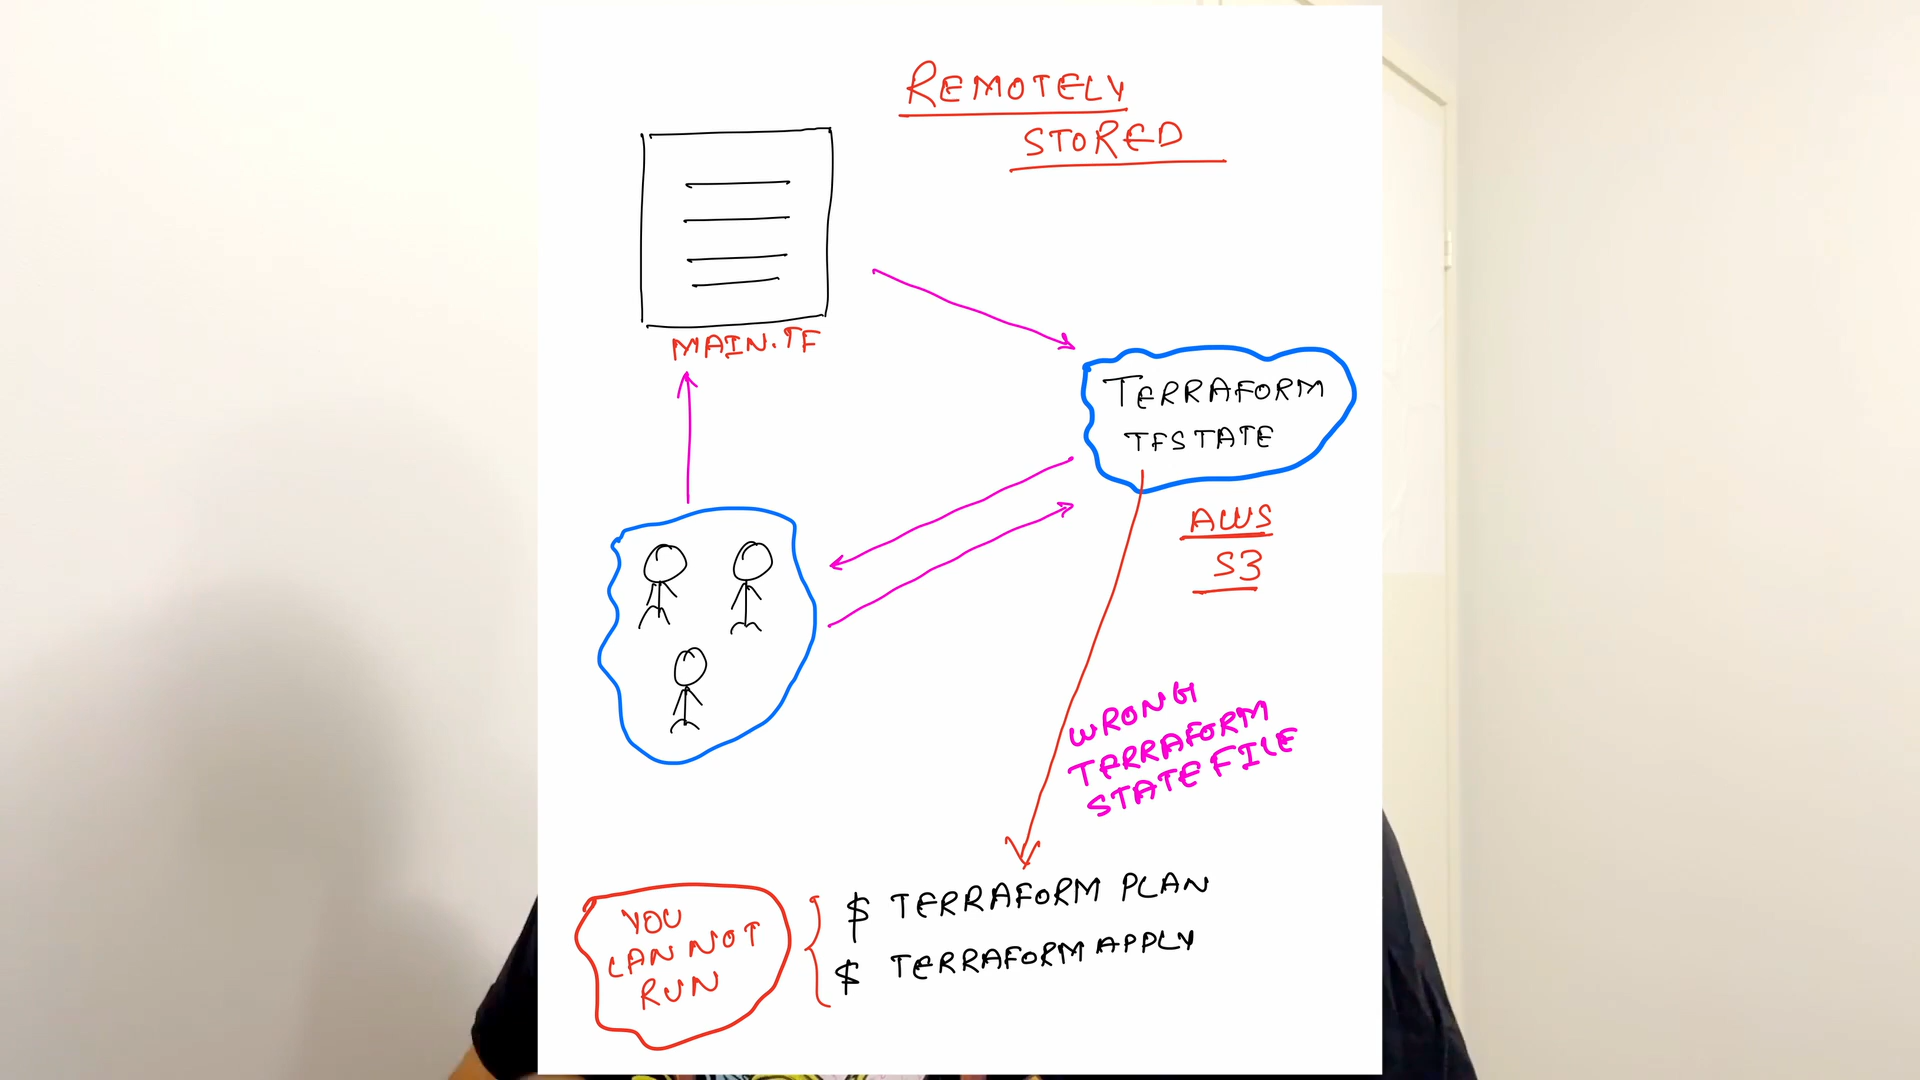 REMOTELY
STORED
MAIN.TF
TERRAFORM
TFSTATE
AWS
S3
WRONG
TERRAFORM
STATE FILE
YOU
CAN NOT
RUN
$ TERRAFORM PLAN
$ TERRAFORM APPLY